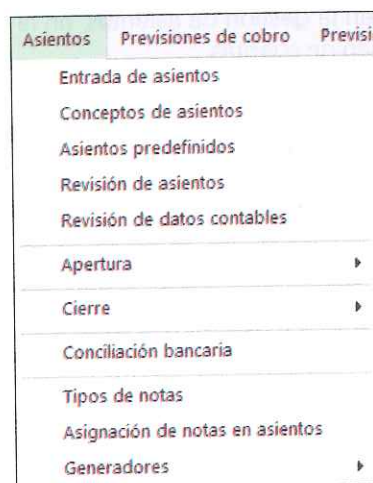 Asientos Previsiones de cobro
Entrada de asientos
Conceptos de asientos
Asientos predefinidos
Revisión de asientos
Revisión de datos contables
Apertura
Cierre
Conciliación bancaria
Tipos de notas
Asignación de notas en asientos
Generadores